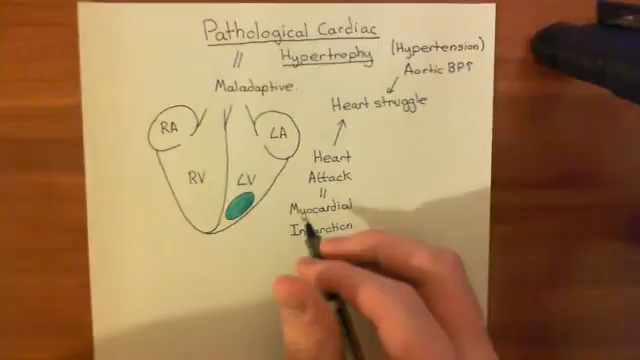 Pathological Cardiac
Hypertrophy
=
Maladaptive
(Hypertension)
Aortic BP↑
Heart struggle
RA
LA
RV
LV
Heart
Attack
=
Myocardial
Infarction